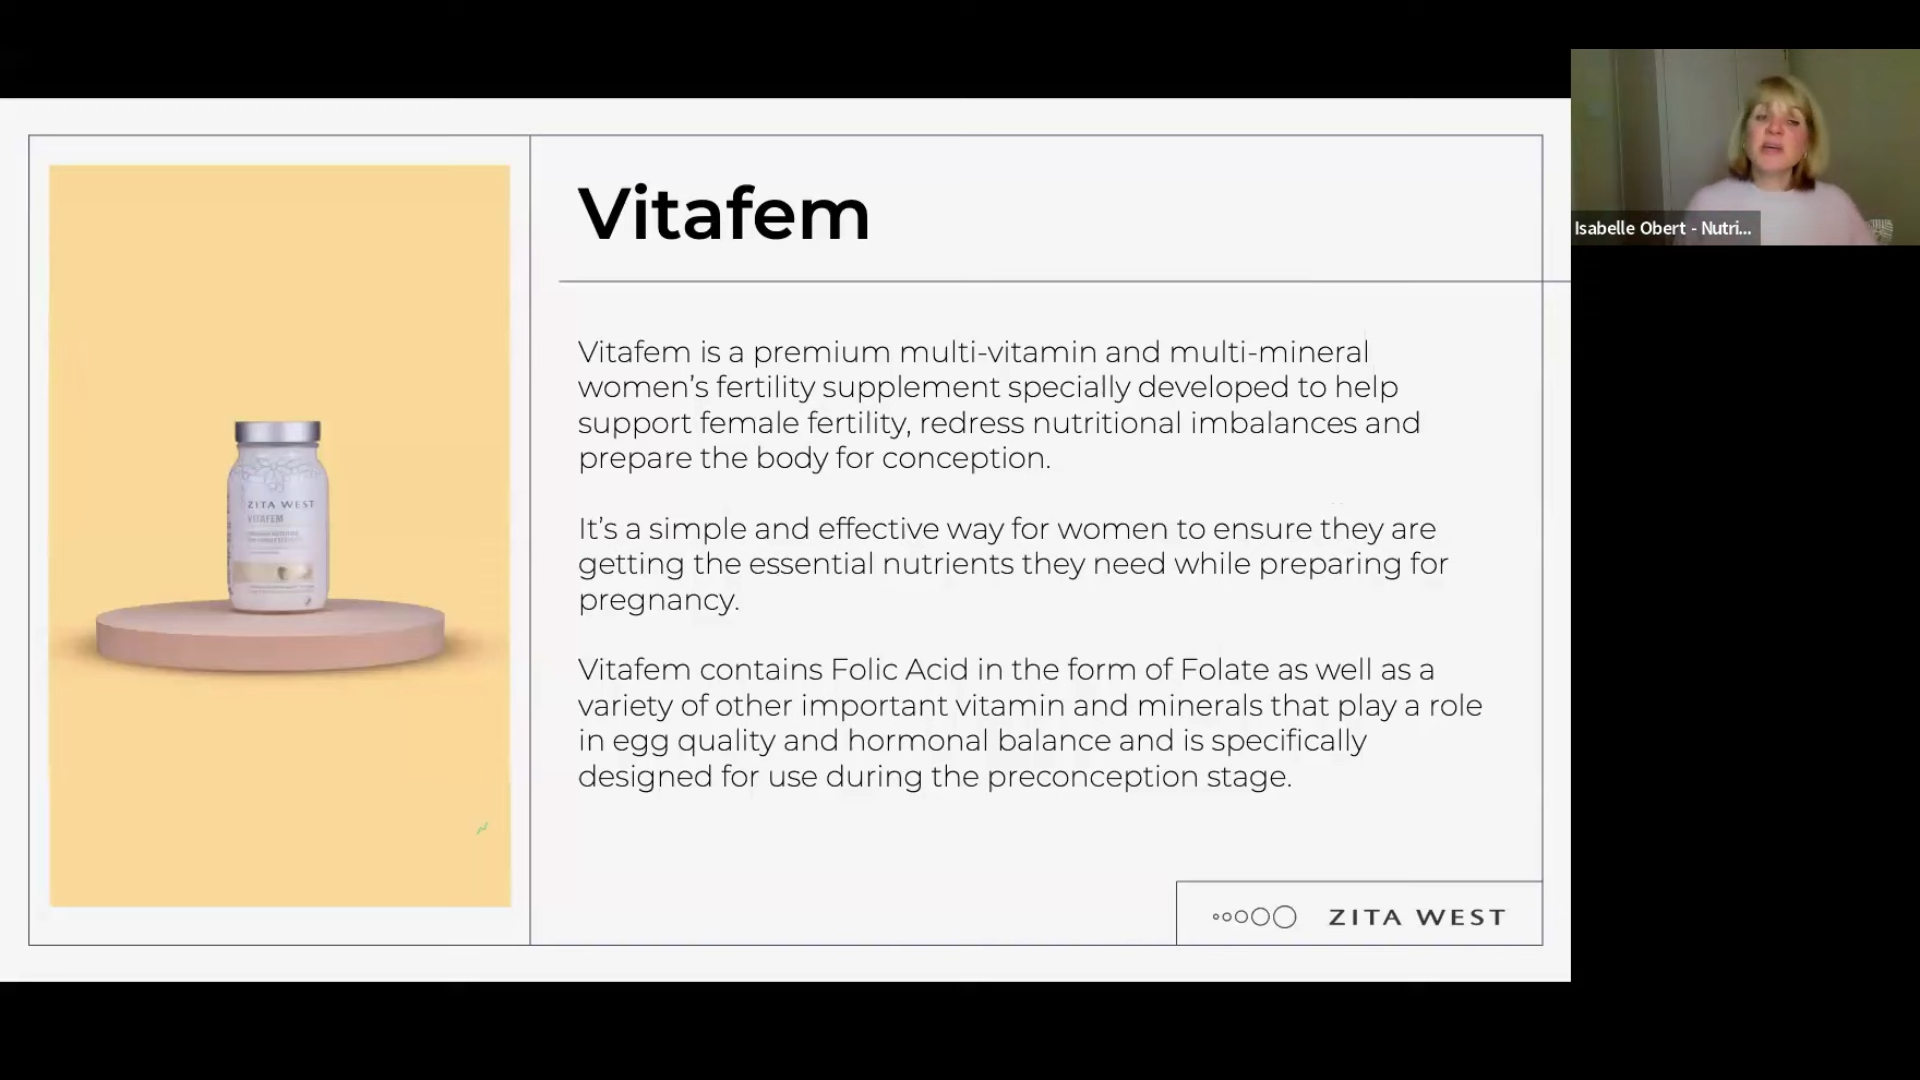 Vitafem
Vitafem is a premium multi-vitamin and multi-mineral
women’s fertility supplement specially developed to help
support female fertility, redress nutritional imbalances and
prepare the body for conception.
It’s a simple and effective way for women to ensure they are
getting the essential nutrients they need while preparing for
pregnancy.
Vitafem contains Folic Acid in the form of Folate as well as a
variety of other important vitamin and minerals that play a role
in egg quality and hormonal balance and is specifically
designed for use during the preconception stage.
ZITA WEST
ZITA WEST
VITAFEM
Isabelle Obert - Nutri...